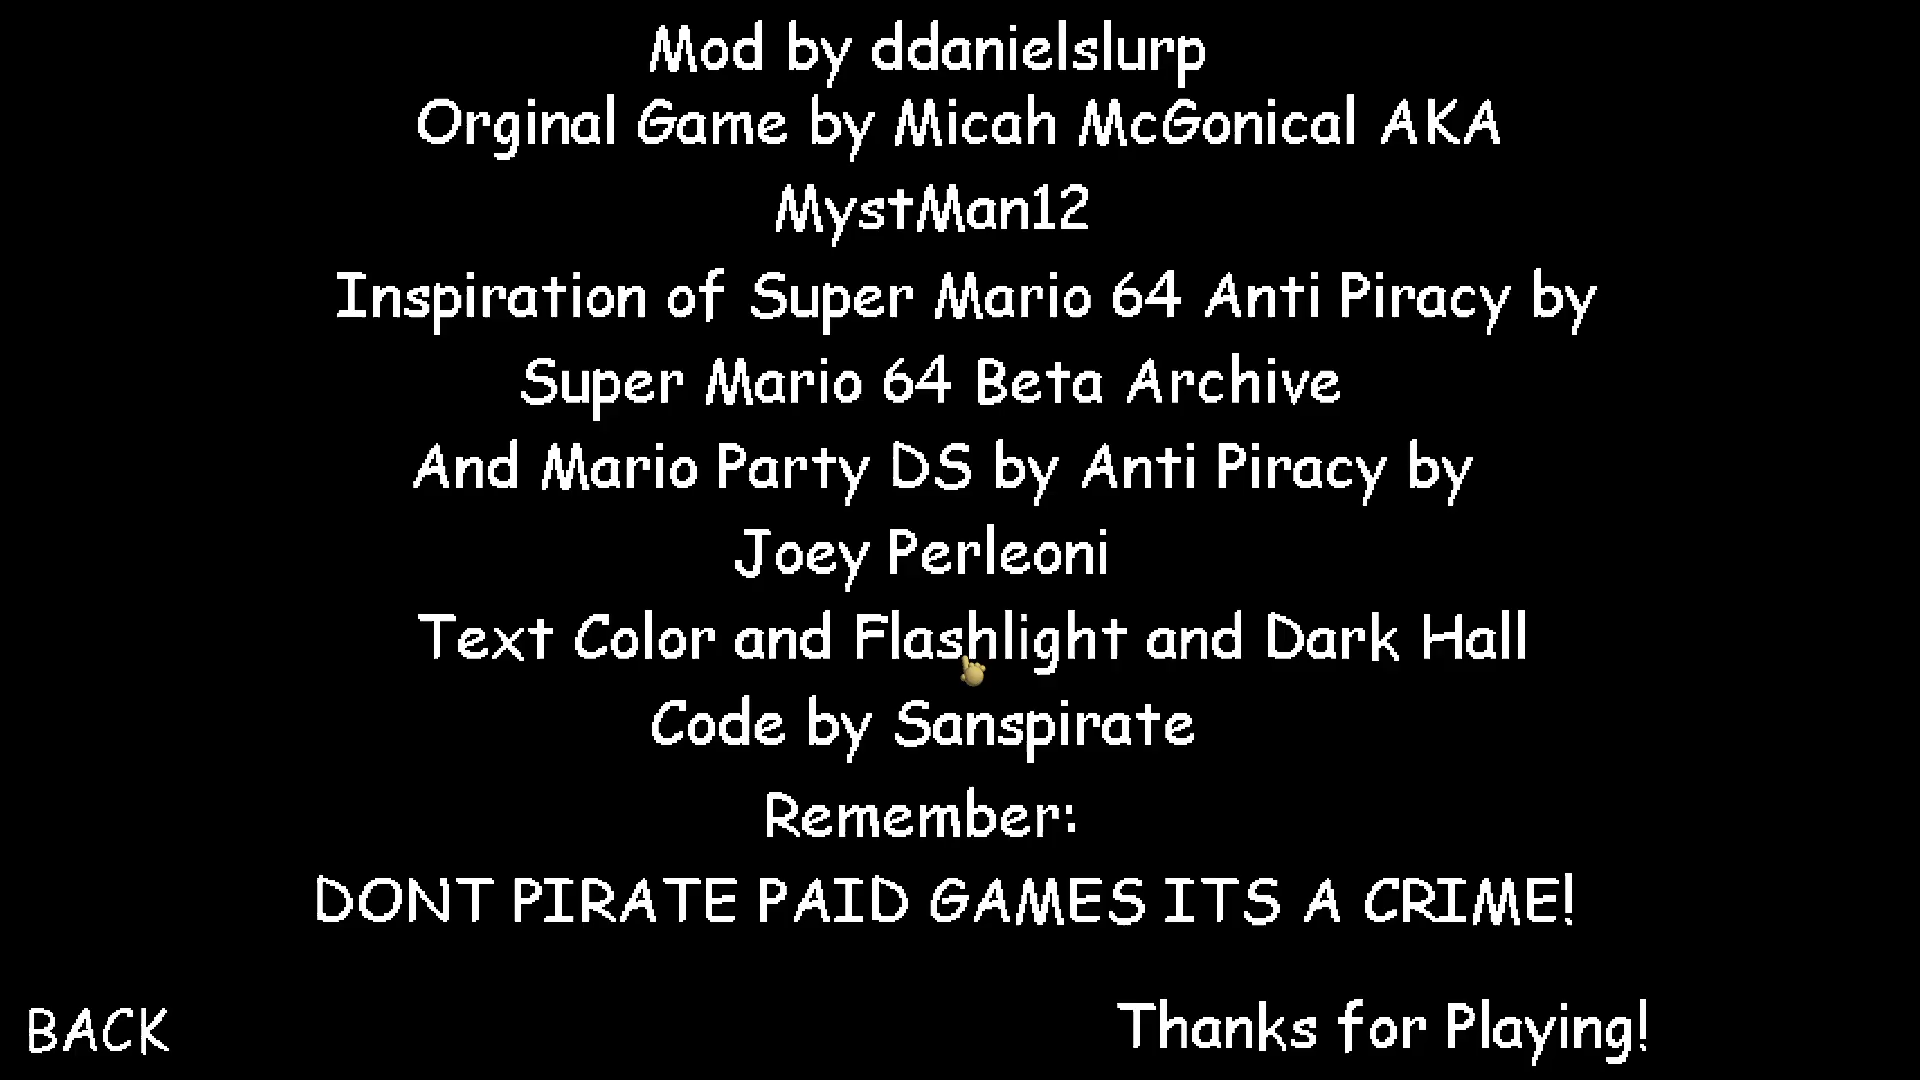 Mod by ddanielslurp
Orginal Game by Micah McGonical AKA
MystMan12
Inspiration of Super Mario 64 Anti Piracy by
Super Mario 64 Beta Archive
And Mario Party DS by Anti Piracy by
Joey Perleoni
Text Color and Flashlight and Dark Hall
Code by Sanspirate
Remember:
DONT PIRATE PAID GAMES ITS A CRIME!
BACK
Thanks for Playing!